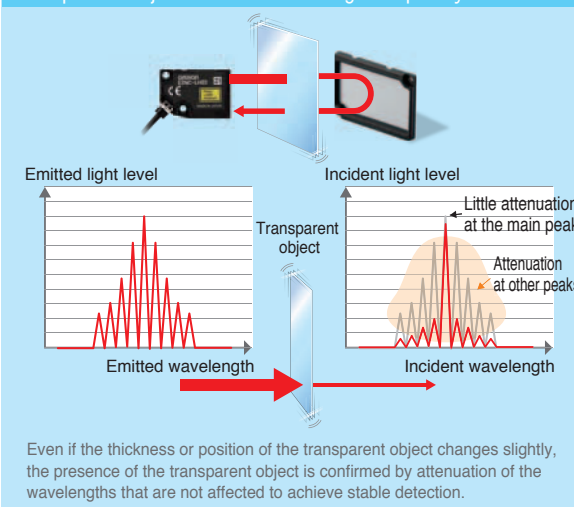 Emitted light level
Incident light level
Little attenuation
at the main peak
Transparent
object
Attenuation
at other peaks
Emitted wavelength
Incident wavelength
Even if the thickness or position of the transparent object changes slightly,
the presence of the transparent object is confirmed by attenuation of the
wavelengths that are not affected to achieve stable detection.